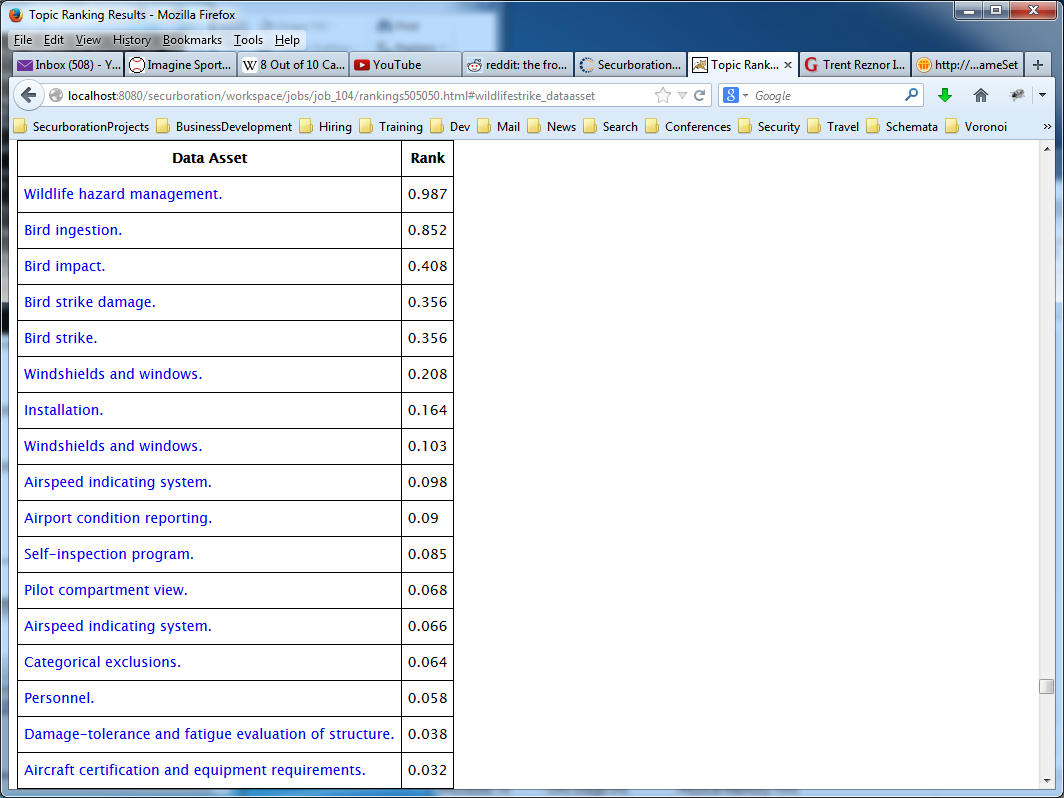 Topic Ranking Results - Mozilla Firefox
File Edit View History Bookmarks Tools Help
Inbox (508) - Y... Imagine Sport... W 8 Out of 10 Ca... YouTube reddit: the fro... Securboration... Topic Rank... × G Trent Reznor I... http://...ameSet +
localhost:8080/securboration/workspace/jobs/job_104/rankings505050.html#wildlifestrike_dataasset 8 Google
SecurborationProjects BusinessDevelopment Hiring Training Dev Mail News Search Conferences Security Travel Schemata Voronoi »
Data Asset Rank
Wildlife hazard management. 0.987
Bird ingestion. 0.852
Bird impact. 0.408
Bird strike damage. 0.356
Bird strike. 0.356
Windshields and windows. 0.208
Installation. 0.164
Windshields and windows. 0.103
Airspeed indicating system. 0.098
Airport condition reporting. 0.09
Self-inspection program. 0.085
Pilot compartment view. 0.068
Airspeed indicating system. 0.066
Categorical exclusions. 0.064
Personnel. 0.058
Damage-tolerance and fatigue evaluation of structure. 0.038
Aircraft certification and equipment requirements. 0.032